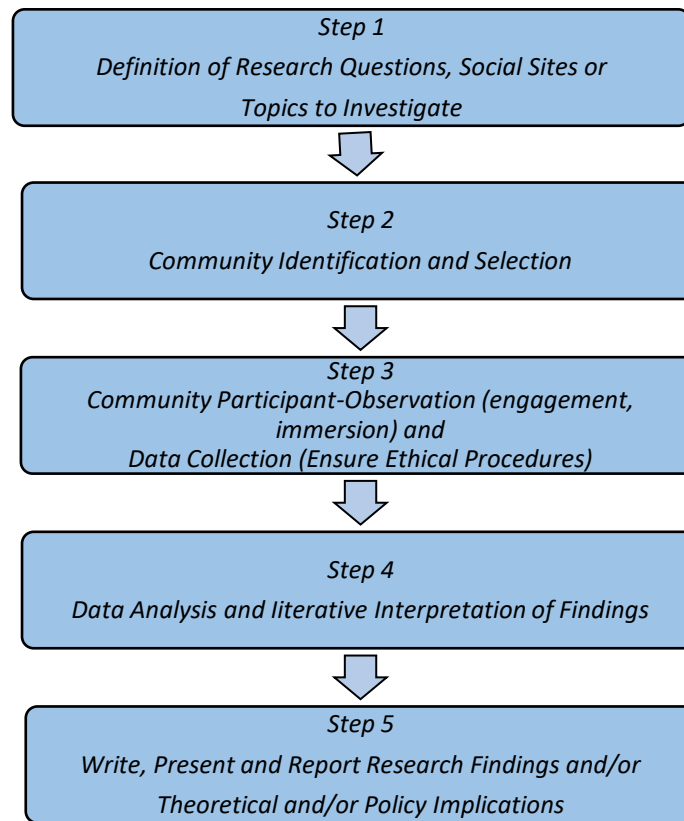 Step 1
Definition of Research Questions, Social Sites or
Topics to Investigate
Step 2
Community Identification and Selection
Step 3
Community Participant-Observation (engagement,
immersion) and
Data Collection (Ensure Ethical Procedures)
Step 4
Data Analysis and Iiterative Interpretation of Findings
Step 5
Write, Present and Report Research Findings and/or
Theoretical and/or Policy Implications